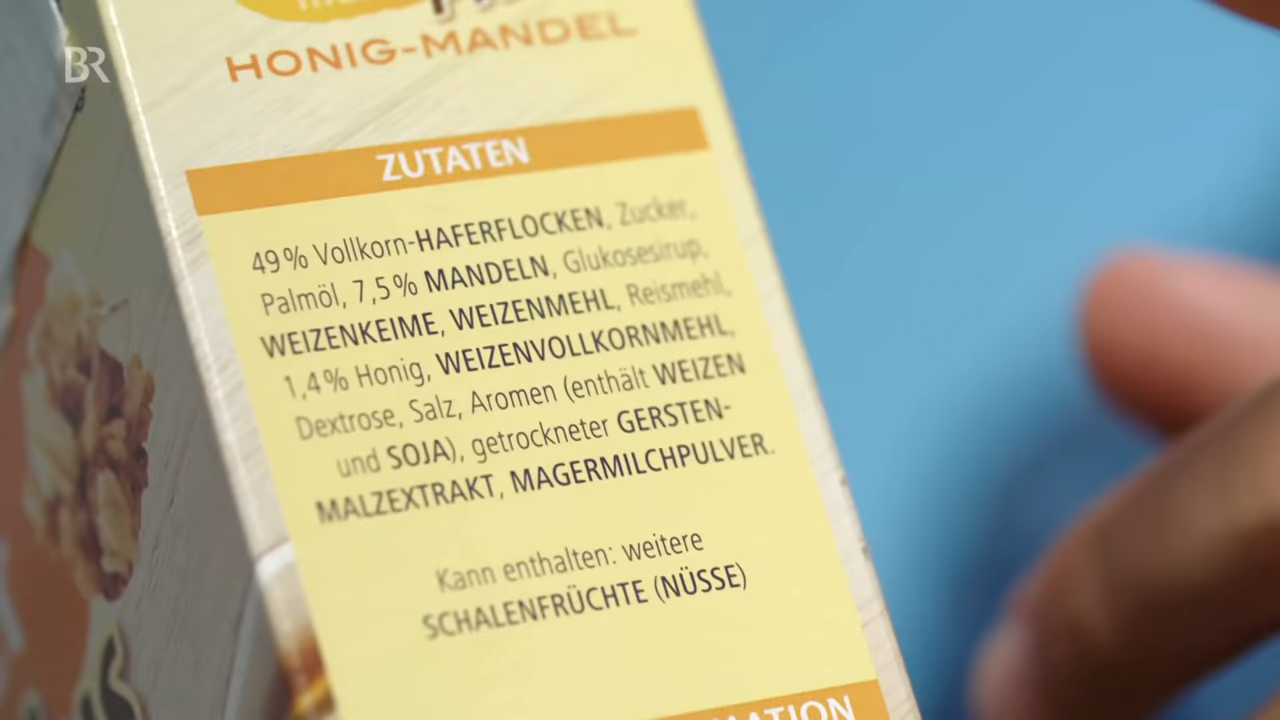 BR
HONIG-MANDEL
ZUTATEN
49% Vollkorn-HAFERFLOCKEN, Zucker,
Palmöl, 7,5% MANDELN, Glukosesirup,
WEIZENKEIME, WEIZENMEHL, Reismehl,
1,4% Honig, WEIZENVOLLKORNMEHL,
Dextrose, Salz, Aromen (enthält WEIZEN
und SOJA), getrockneter GERSTEN-
MALZEXTRAKT, MAGERMILCHPULVER.
Kann enthalten: weitere
SCHALENFRÜCHTE (NÜSSE)